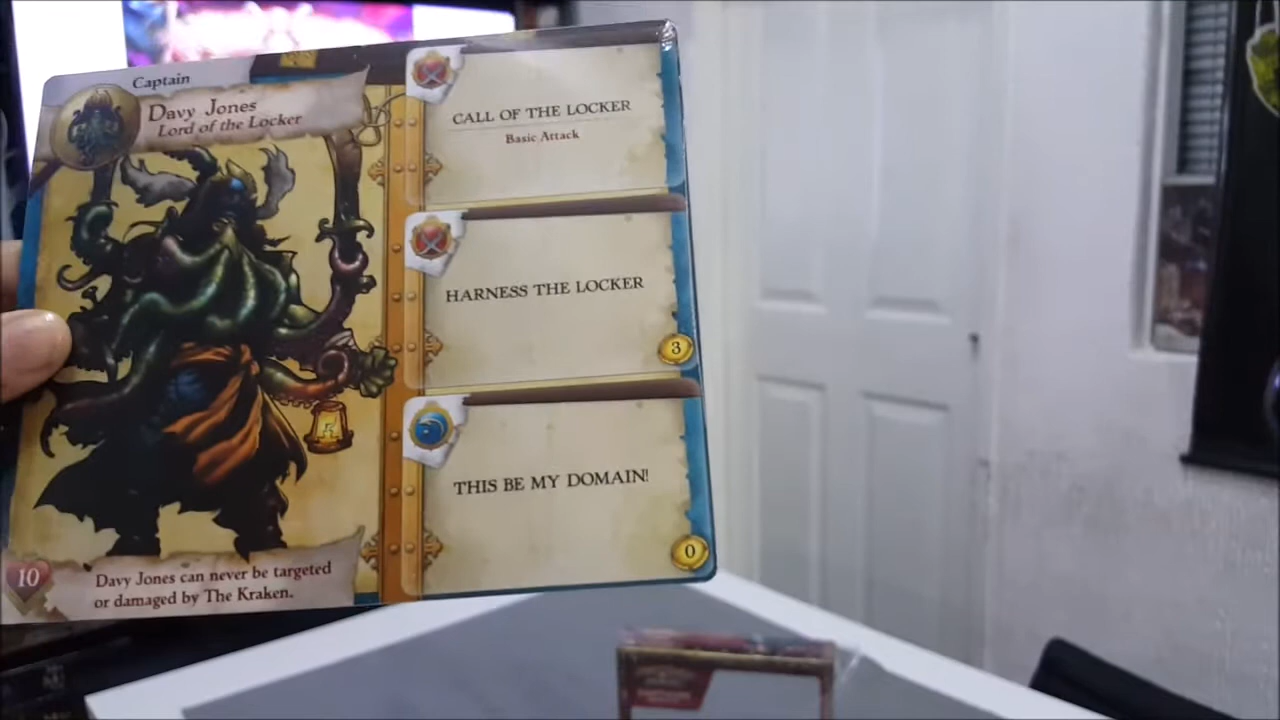 Captain
Davy Jones
Lord of the Locker
10
Davy Jones can never be targeted
or damaged by The Kraken.
CALL OF THE LOCKER
Basic Attack
HARNESS THE LOCKER
3
THIS BE MY DOMAIN!
0